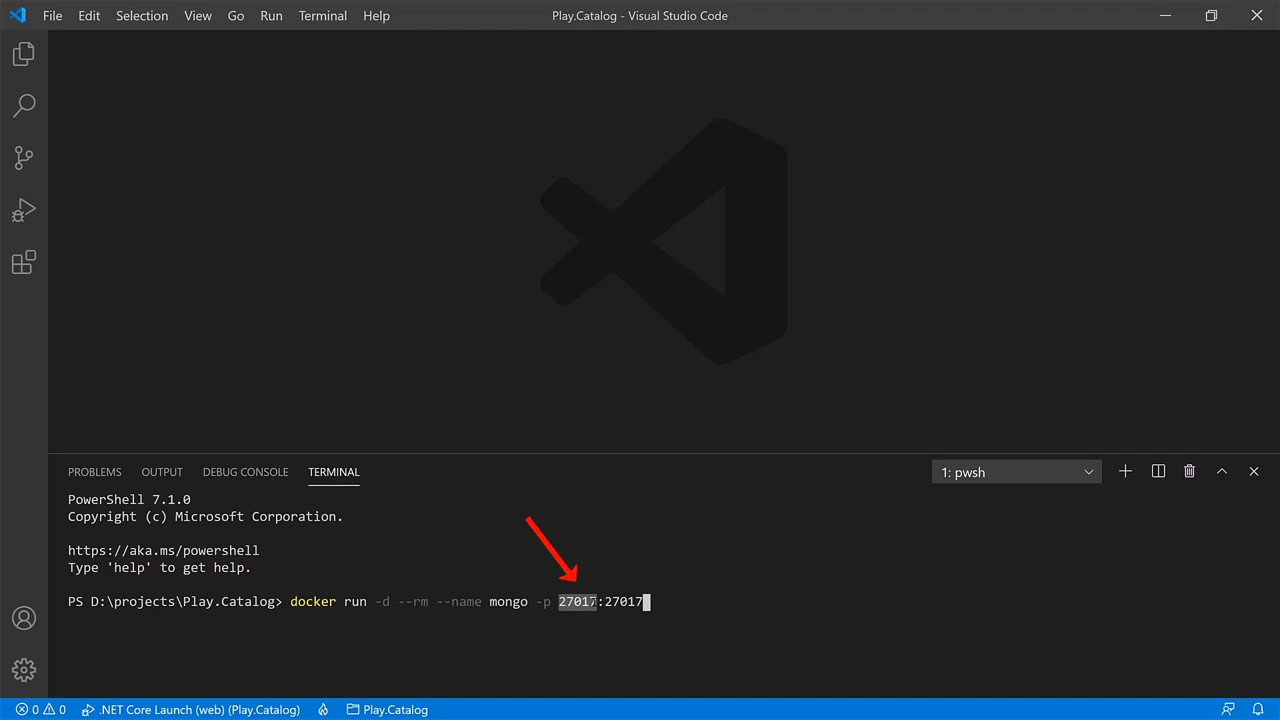 File Edit Selection View Go Run Terminal Help Play.Catalog - Visual Studio Code
PROBLEMS OUTPUT DEBUG CONSOLE TERMINAL 1: pwsh
PowerShell 7.1.0
Copyright (c) Microsoft Corporation.
https://aka.ms/powershell
Type 'help' to get help.
PS D:\projects\Play.Catalog> docker run -d --rm --name mongo -p 27017:27017
0 0 .NET Core Launch (web) (Play.Catalog) Play.Catalog